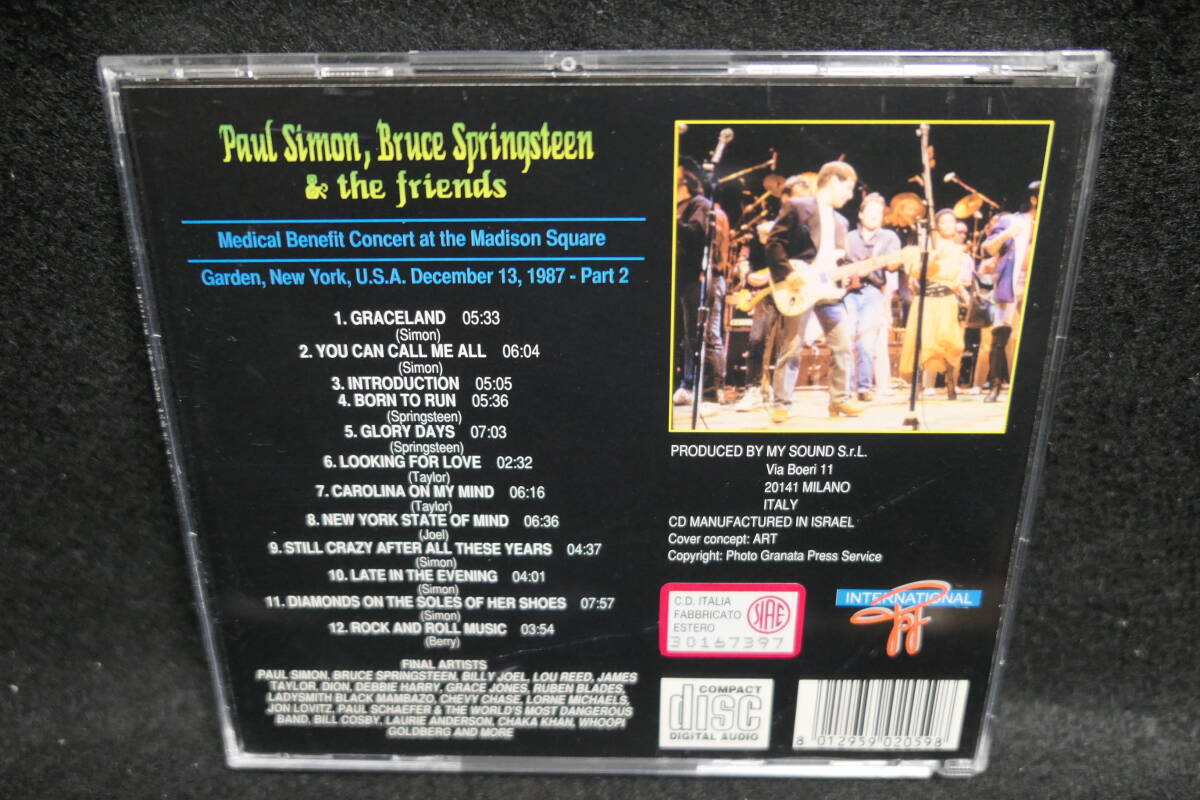 Paul Simon, Bruce Springsteen
& the friends
Medical Benefit Concert at the Madison Square
Garden, New York, U.S.A. December 13, 1987 - Part 2
1. GRACELAND 05:33
(Simon)
2. YOU CAN CALL ME ALL 06:04
(Simon)
3. INTRODUCTION 05:05
4. BORN TO RUN 05:36
(Springsteen)
5. GLORY DAYS 07:03
(Springsteen)
6. LOOKING FOR LOVE 02:32
(Taylor)
7. CAROLINA ON MY MIND 06:16
(Taylor)
8. NEW YORK STATE OF MIND 06:36
(Joel)
9. STILL CRAZY AFTER ALL THESE YEARS 04:37
(Simon)
10. LATE IN THE EVENING 04:01
(Simon)
11. DIAMONDS ON THE SOLES OF HER SHOES 07:57
(Simon)
12. ROCK AND ROLL MUSIC 03:54
(Berry)
FINAL ARTISTS
PAUL SIMON, BRUCE SPRINGSTEEN, BILLY JOEL, LOU REED, JAMES
TAYLOR, DION, DEBBIE HARRY, GRACE JONES, RUBEN BLADES,
LADYSMITH BLACK MAMBAZO, CHEVY CHASE, LORNE MICHAELS,
JON LOVITZ, PAUL SCHAEFER & THE WORLD'S MOST DANGEROUS
BAND, BILL COSBY, LAURIE ANDERSON, CHAKA KHAN, WHOOPI
GOLDBERG AND MORE
PRODUCED BY MY SOUND S.r.L.
Via Boeri 11
20141 MILANO
ITALY
CD MANUFACTURED IN ISRAEL
Cover concept: ART
Copyright: Photo Granata Press Service
C.D. ITALIA
FABBRICATO
ESTERO
30167397
SIAE
INTERNATIONAL
COMPACT
disc
DIGITAL AUDIO
8 012959 020598